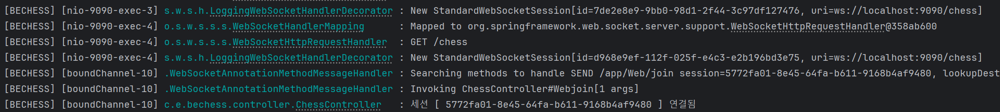 [BECHESS] [nio-9090-exec-3] s.w.s.h.LoggingWebSocketHandlerDecorator : New StandardWebSocketSession[id=7de2e8e9-9bb0-98d1-2f44-3c97df127476, uri=ws://localhost:9090/chess]
[BECHESS] [nio-9090-exec-4] o.s.w.s.s.s.WebSocketHandlerMapping : Mapped to org.springframework.web.socket.server.support.WebSocketHttpRequestHandler@358ab600
[BECHESS] [nio-9090-exec-4] o.s.w.s.s.s.WebSocketHttpRequestHandler : GET /chess
[BECHESS] [nio-9090-exec-4] s.w.s.h.LoggingWebSocketHandlerDecorator : New StandardWebSocketSession[id=d968e9ef-112f-025f-e4c3-e2b196bd3e75, uri=ws://localhost:9090/chess]
[BECHESS] [boundChannel-10] .WebSocketAnnotationMethodMessageHandler : Searching methods to handle SEND /app/Web/join session=5772fa01-8e45-64fa-b611-9168b4af9480, lookupDest
[BECHESS] [boundChannel-10] .WebSocketAnnotationMethodMessageHandler : Invoking ChessController#Webjoin[1 args]
[BECHESS] [boundChannel-10] c.e.bechess.controller.ChessController : 세션 [ 5772fa01-8e45-64fa-b611-9168b4af9480 ] 연결됨